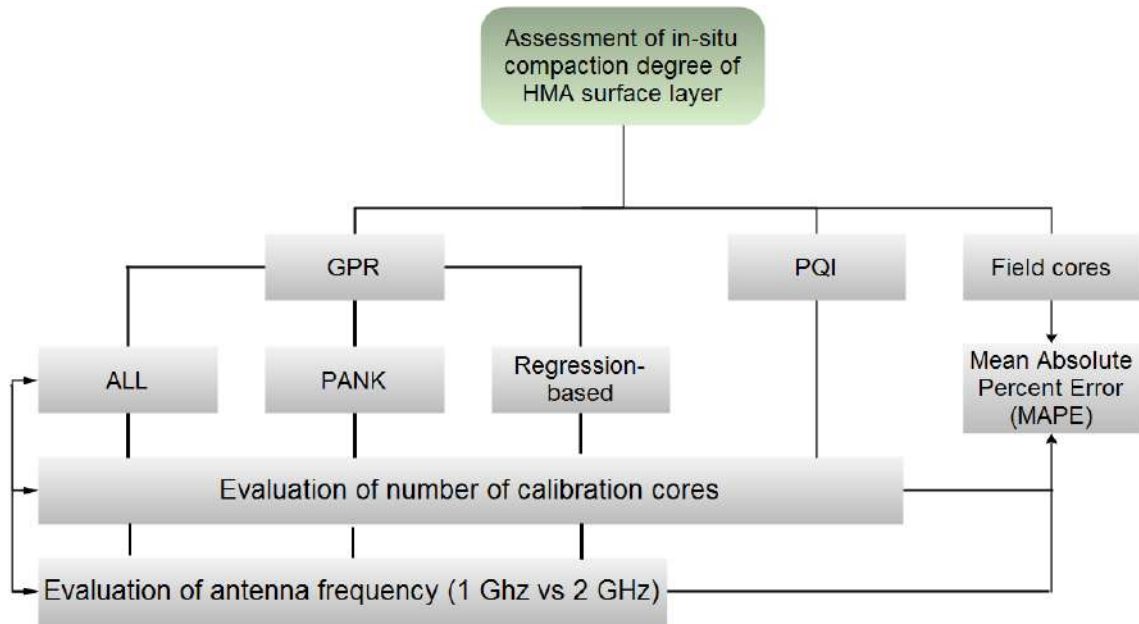 Assessment of in-situ
compaction degree of
HMA surface layer
GPR
PQI
Field cores
ALL
PANK
Regression-
based
Mean Absolute
Percent Error
(MAPE)
Evaluation of number of calibration cores
Evaluation of antenna frequency (1 Ghz vs 2 GHz)